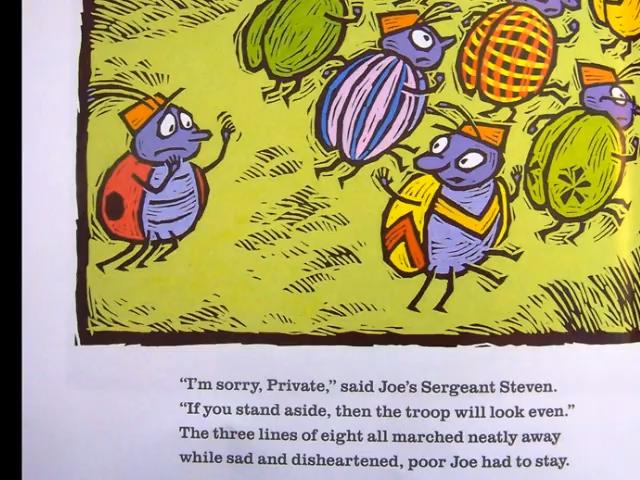 “I’m sorry, Private,” said Joe’s Sergeant Steven.
“If you stand aside, then the troop will look even.”
The three lines of eight all marched neatly away
while sad and disheartened, poor Joe had to stay.